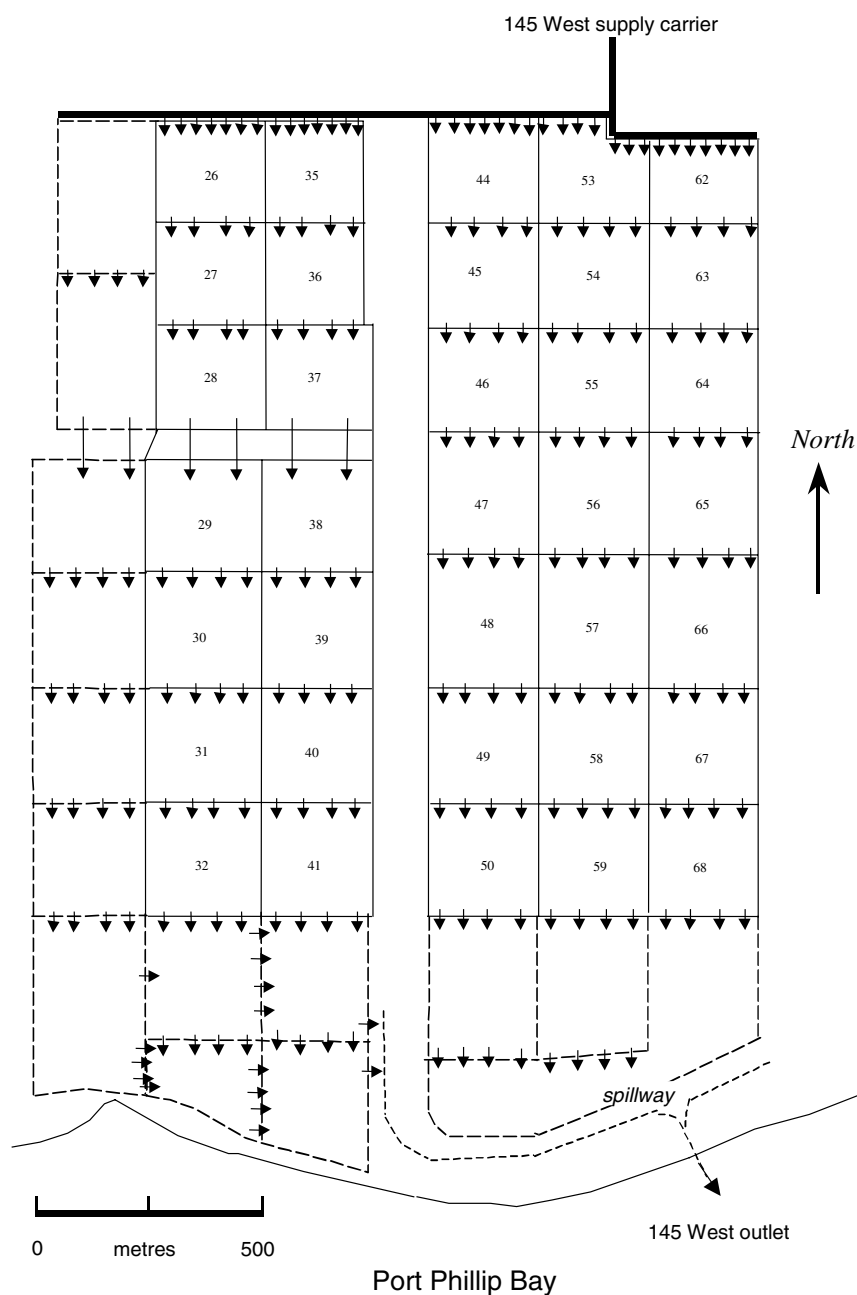 145 West supply carrier
26 35 44 53 62
27 36 45 54 63
28 37 46 55 64
North
29 38 47 56 65
30 39 48 57 66
31 40 49 58 67
32 41 50 59 68
spillway
145 West outlet
0 metres 500
Port Phillip Bay